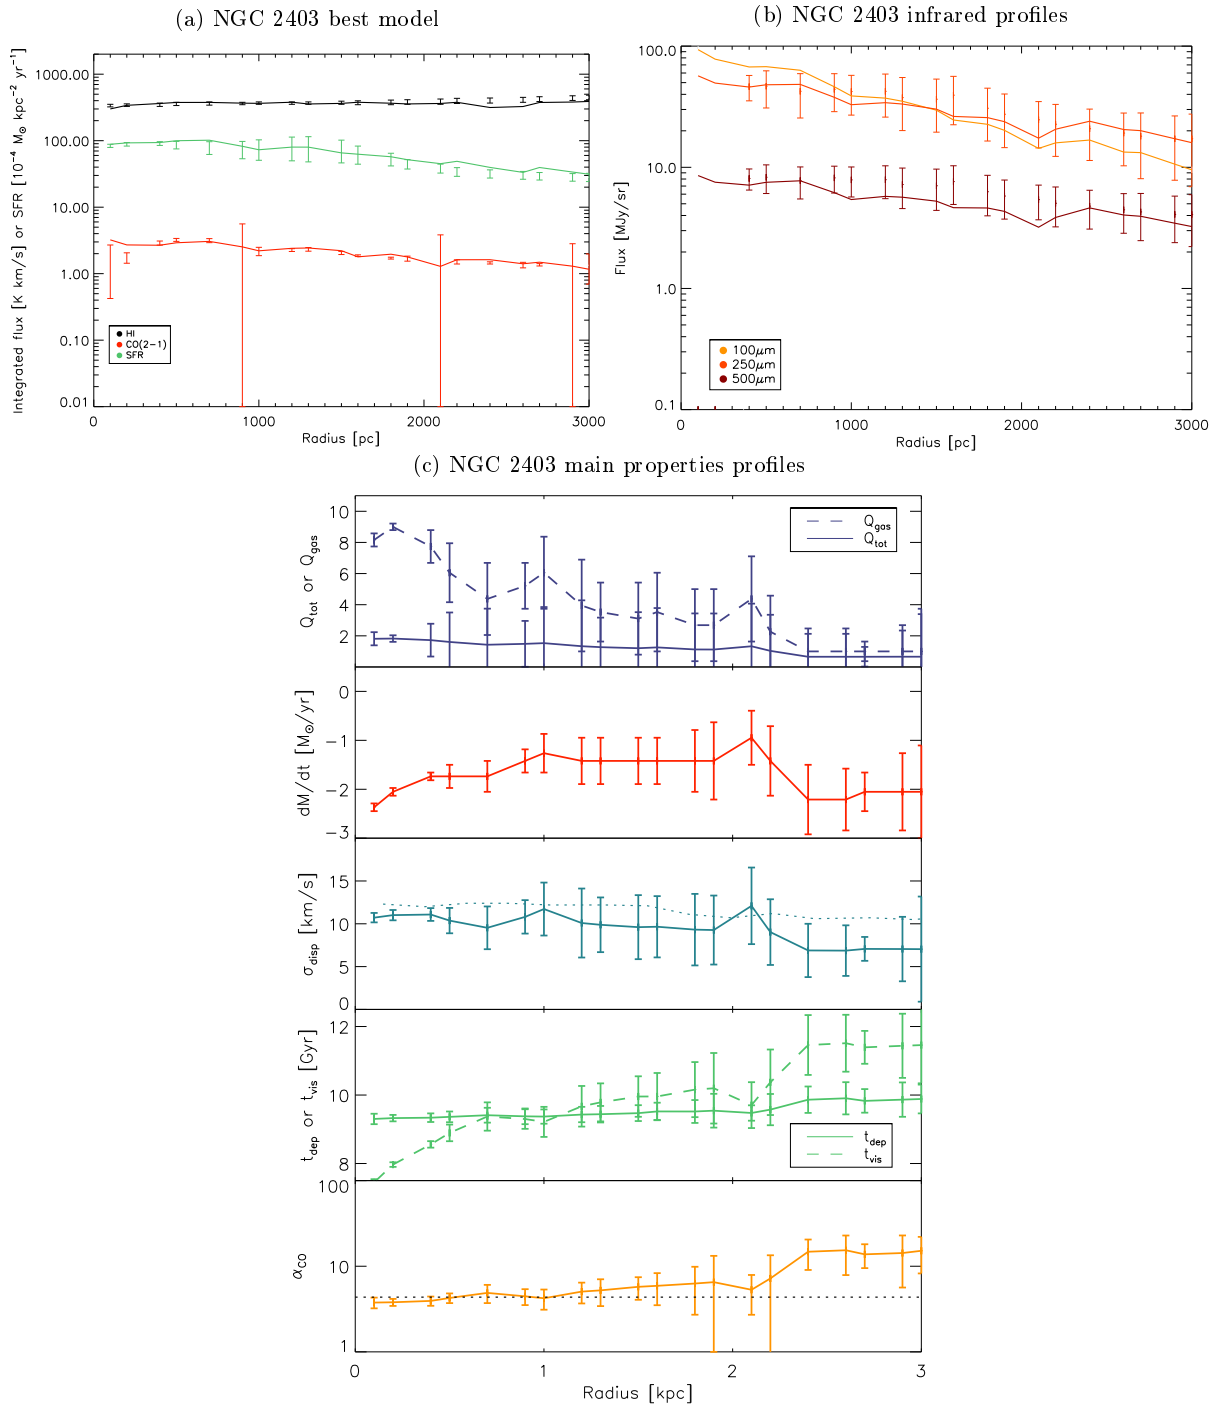 (a) NGC 2403 best model
Integrated flux [K km/s] or SFR [10⁻⁴ M⊙ kpc⁻² yr⁻¹]
1000.00
100.00
10.00
1.00
0.10
0.01
HI
CO(2−1)
SFR
0 1000 2000 3000
Radius [pc]
(b) NGC 2403 infrared profiles
Flux [MJy/sr]
100.0
10.0
1.0
0.1
100μm
250μm
500μm
0 1000 2000 3000
Radius [pc]
(c) NGC 2403 main properties profiles
Q_tot or Q_gas
10
8
6
4
2
Q_gas
Q_tot
dM/dt [M⊙/yr]
0
−1
−2
−3
σ_disp [km/s]
15
10
5
0
t_dep or t_vis [Gyr]
12
10
8
t_dep
t_vis
α_CO
100
10
1
0 1 2 3
Radius [kpc]